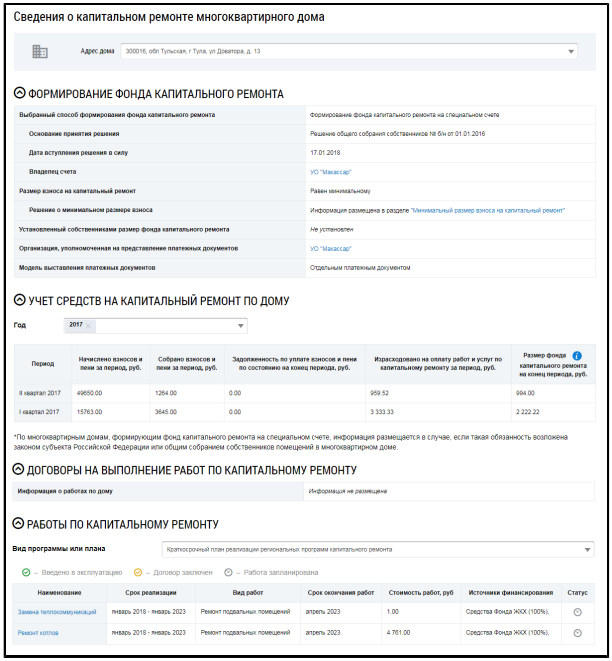 Сведения о капитальном ремонте многоквартирного дома
Адрес дома 300016, обл Тульская, г Тула, ул Доватора, д. 13
ФОРМИРОВАНИЕ ФОНДА КАПИТАЛЬНОГО РЕМОНТА
Выбранный способ формирования фонда капитального ремонта Формирование фонда капитального ремонта на специальном счете
Основание принятия решения Решение общего собрания собственников № б/н от 01.01.2016
Дата вступления решения в силу 17.01.2018
Владелец счета УО "Макассар"
Размер взноса на капитальный ремонт Равен минимальному
Решение о минимальном размере взноса Информация размещена в разделе "Минимальный размер взноса на капитальный ремонт"
Установленный собственниками размер фонда капитального ремонта Не установлен
Организация, уполномоченная на представление платежных документов УО "Макассар"
Модель выставления платежных документов Отдельным платежным документом
УЧЕТ СРЕДСТВ НА КАПИТАЛЬНЫЙ РЕМОНТ ПО ДОМУ
Год 2017 ×
Период Начислено взносов и пени за период, руб. Собрано взносов и пени за период, руб. Задолженность по уплате взносов и пени по состоянию на конец периода, руб. Израсходовано на оплату работ и услуг по капитальному ремонту за период, руб. Размер фонда i капитального ремонта на конец периода, руб.
II квартал 2017 49650.00 1264.00 0.00 959.52 994.00
I квартал 2017 15763.00 3645.00 0.00 3 333.33 2 222.22
*По многоквартирным домам, формирующим фонд капитального ремонта на специальном счете, информация размещается в случае, если такая обязанность возложена
законом субъекта Российской Федерации или общим собранием собственников помещений в многоквартирном доме.
ДОГОВОРЫ НА ВЫПОЛНЕНИЕ РАБОТ ПО КАПИТАЛЬНОМУ РЕМОНТУ
Информация о работах по дому Информация не размещена
РАБОТЫ ПО КАПИТАЛЬНОМУ РЕМОНТУ
Вид программы или плана Краткосрочный план реализации региональных программ капитального ремонта
– Введено в эксплуатацию – Договор заключен – Работа запланирована
Наименование Срок реализации Вид работ Срок окончания работ Стоимость работ, руб Источники финансирования Статус
Замена теплокоммуникаций январь 2018 - январь 2023 Ремонт подвальных помещений апрель 2023 1.00 Средства Фонда ЖКХ (100%),
Ремонт котлов январь 2018 - январь 2023 Ремонт подвальных помещений апрель 2023 4 761.00 Средства Фонда ЖКХ (100%),